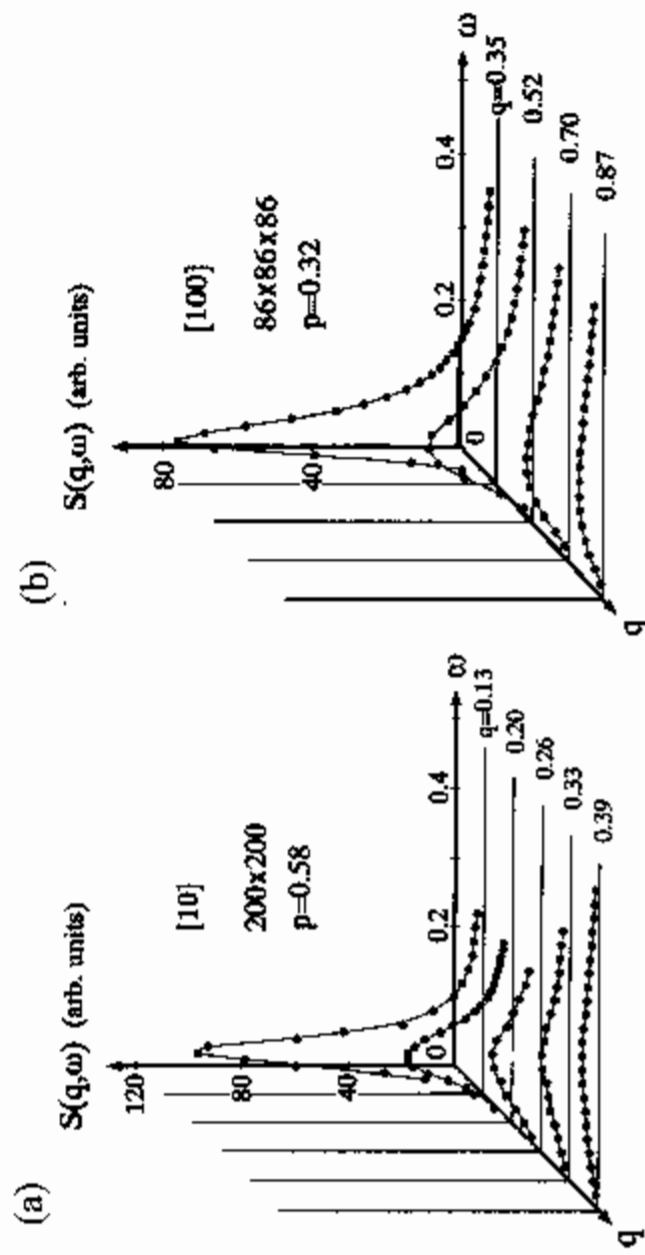 (a)
S(q,ω) (arb. units)
120
80
40
0
[10]
200x200
p=0.58
0.2
0.4
ω
q=0.13
0.20
0.26
0.33
0.39
q
(b)
S(q,ω) (arb. units)
80
40
0
[100]
86x86x86
p=0.32
0.2
0.4
ω
q=0.35
0.52
0.70
0.87
q